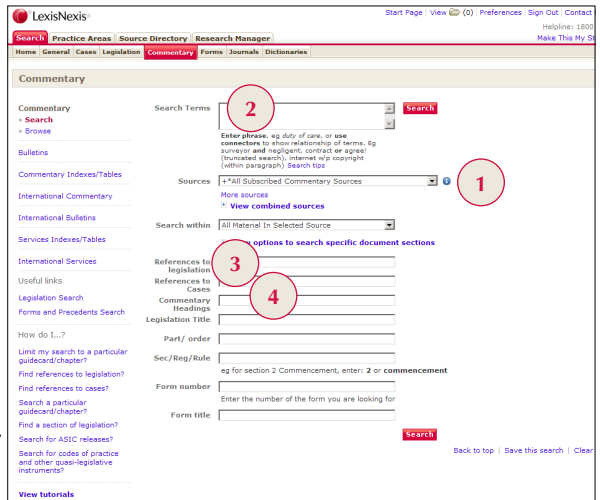 LexisNexis®
Start Page | View (0) | Preferences | Sign Out | Contact
Helpline: 1800
Search Practice Areas Source Directory Research Manager
Make This My St
Home General Cases Legislation Commentary Forms Journals Dictionaries
Commentary
Commentary
» Search
» Browse
Bulletins
Commentary Indexes/Tables
International Commentary
International Bulletins
Services Indexes/Tables
International Services
Useful links
Legislation Search
Forms and Precedents Search
How do I...?
Limit my search to a particular
guidecard/chapter?
Find references to legislation?
Find references to cases?
Search a particular
guidecard/chapter?
Find a section of legislation?
Search for ASIC releases?
Search for codes of practice
and other quasi-legislative
instruments?
View tutorials
Search Terms
2
Search
Enter phrase, eg duty of care, or use
connectors to show relationship of terms. Eg
surveyor and negligent, contract or agree!
(truncated search), internet w/p copyright
(within paragraph) Search tips
Sources +*All Subscribed Commentary Sources
1
More sources
View combined sources
Search within All Material In Selected Source
options to search specific document sections
References to
legislation
3
References to
Cases
4
Commentary
Headings
Legislation Title
Part/ order
Sec/Reg/Rule
eg for section 2 Commencement, enter: 2 or commencement
Form number
Enter the number of the form you are looking for
Form title
Search
Back to top | Save this search | Clear